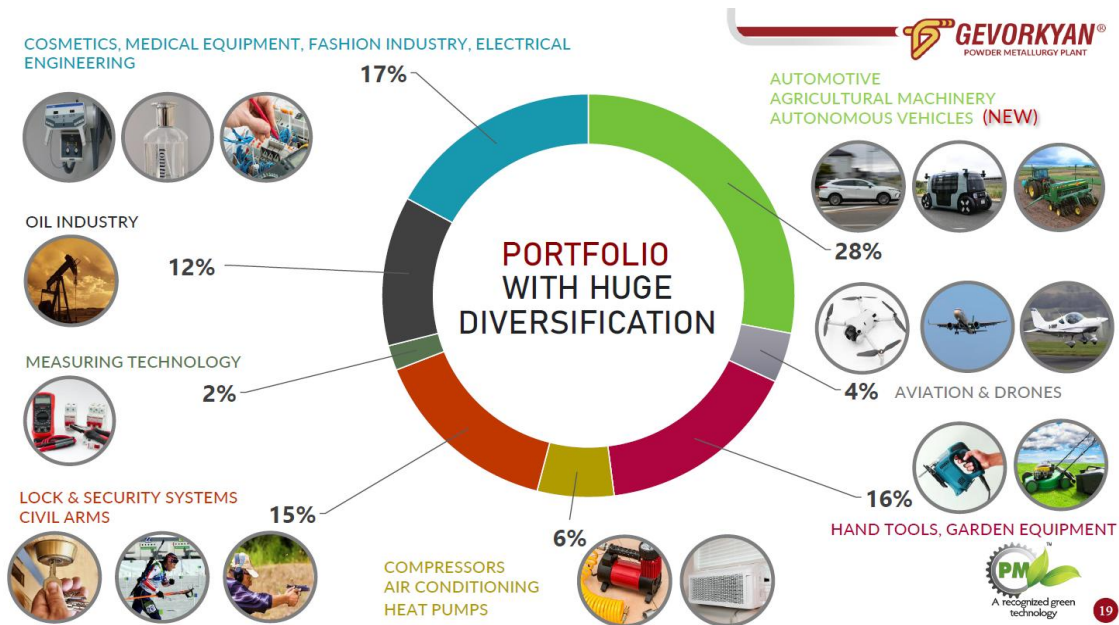 COSMETICS, MEDICAL EQUIPMENT, FASHION INDUSTRY, ELECTRICAL
ENGINEERING
17%
GEVORKYAN®
POWDER METALLURGY PLANT
AUTOMOTIVE
AGRICULTURAL MACHINERY
AUTONOMOUS VEHICLES (NEW)
28%
OIL INDUSTRY
12%
PORTFOLIO
WITH HUGE
DIVERSIFICATION
MEASURING TECHNOLOGY
2%
4%
AVIATION & DRONES
LOCK & SECURITY SYSTEMS
CIVIL ARMS
15%
6%
COMPRESSORS
AIR CONDITIONING
HEAT PUMPS
16%
HAND TOOLS, GARDEN EQUIPMENT
PM™
A recognized green
technology
19